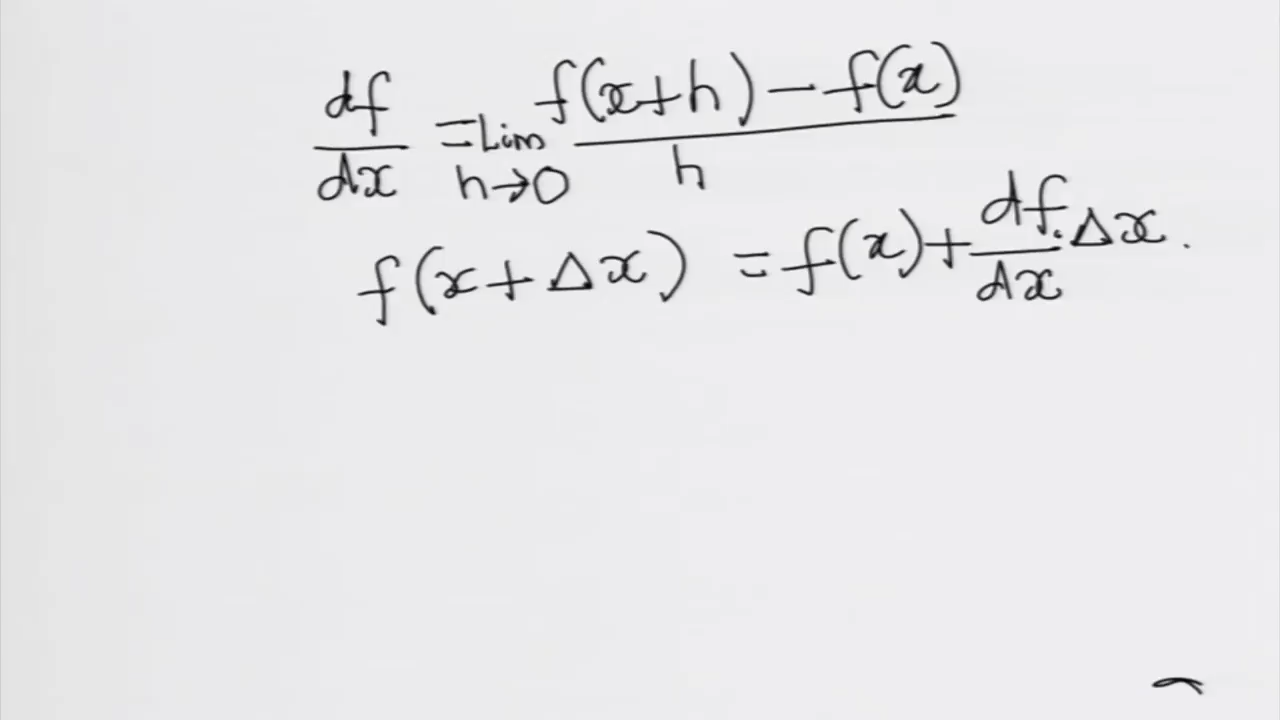 df/dx = Lim h→0 f(x+h) − f(x) / h
f(x+Δx) = f(x) + df/dx . Δx .